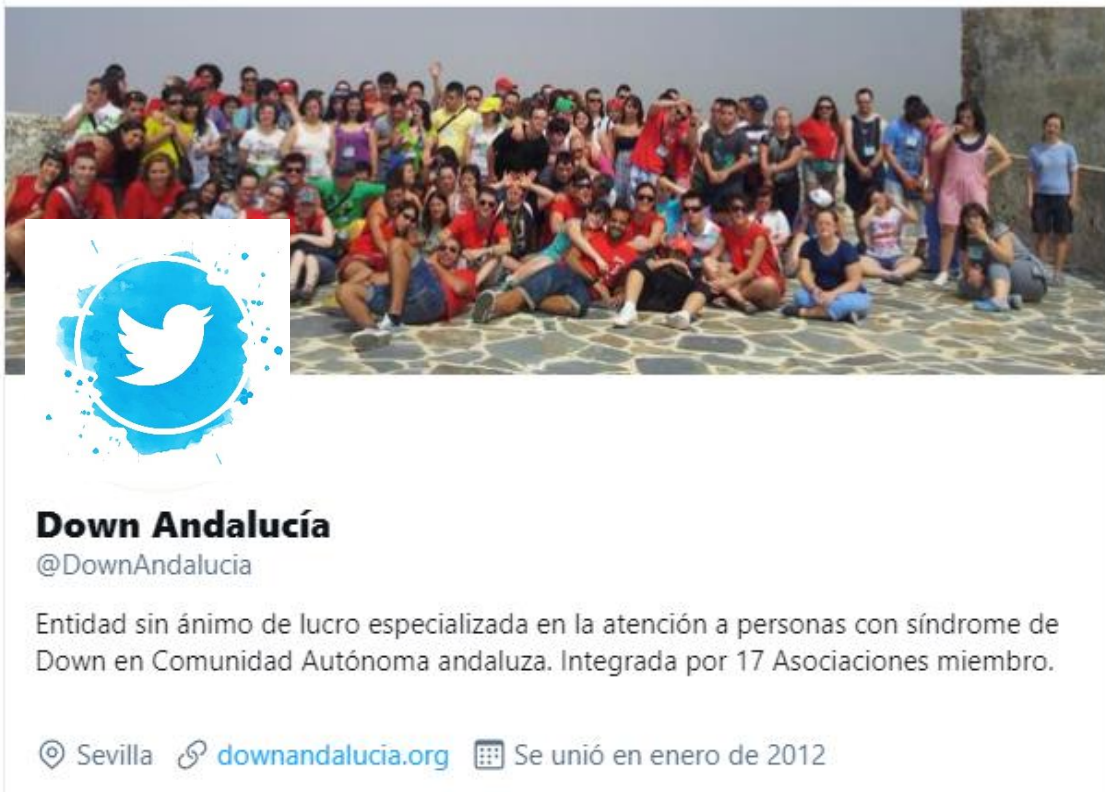 Down Andalucía
@DownAndalucia
Entidad sin ánimo de lucro especializada en la atención a personas con síndrome de
Down en Comunidad Autónoma andaluza. Integrada por 17 Asociaciones miembro.
Sevilla downandalucia.org Se unió en enero de 2012